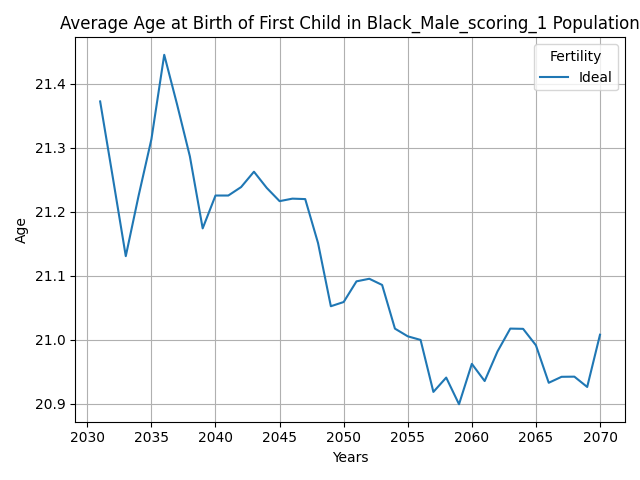 Average Age at Birth of First Child in Black_Male_scoring_1 Population
Fertility
Ideal
Age
21.4
21.3
21.2
21.1
21.0
20.9
2030 2035 2040 2045 2050 2055 2060 2065 2070
Years